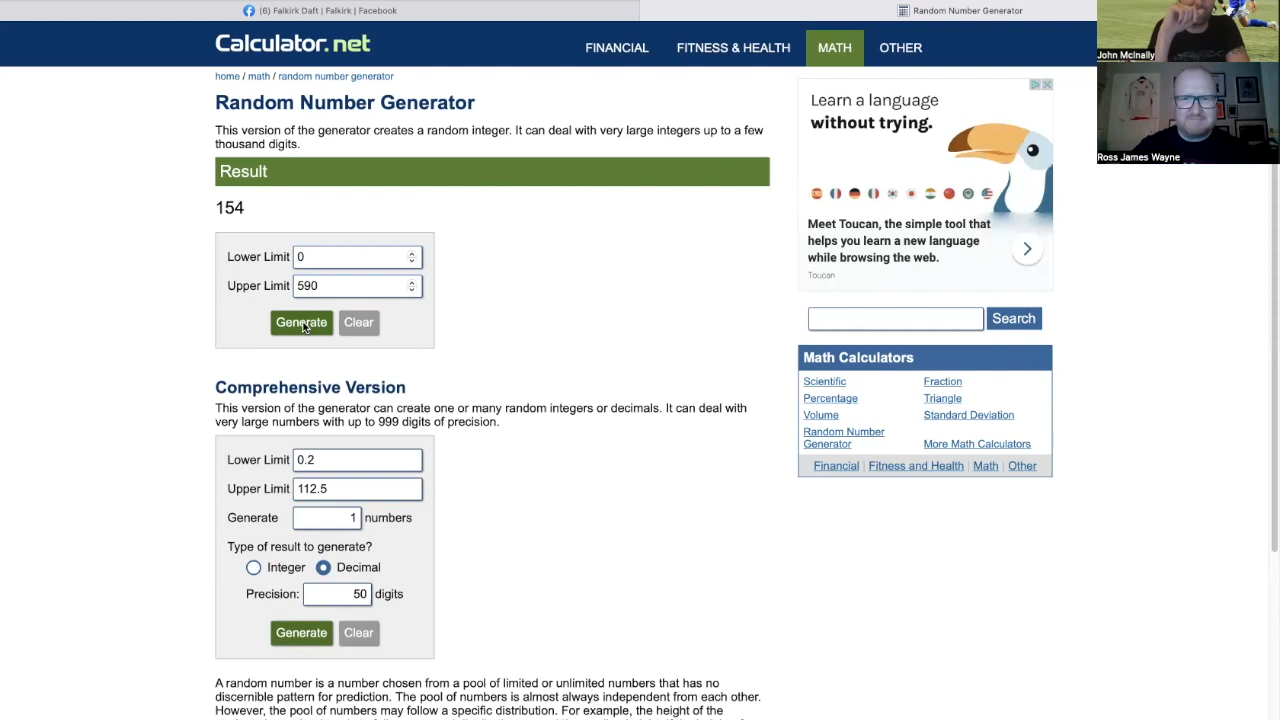 (6) Falkirk Daft | Falkirk | Facebook
Random Number Generator
Calculator.net
FINANCIAL
FITNESS & HEALTH
MATH
OTHER
John McInally
Ross James Wayne
home / math / random number generator
Random Number Generator
This version of the generator creates a random integer. It can deal with very large integers up to a few
thousand digits.
Result
154
Lower Limit 0
Upper Limit 590
Generate
Clear
Comprehensive Version
This version of the generator can create one or many random integers or decimals. It can deal with
very large numbers with up to 999 digits of precision.
Lower Limit 0.2
Upper Limit 112.5
Generate 1 numbers
Type of result to generate?
Integer
Decimal
Precision: 50 digits
Generate
Clear
A random number is a number chosen from a pool of limited or unlimited numbers that has no
discernible pattern for prediction. The pool of numbers is almost always independent from each other.
However, the pool of numbers may follow a specific distribution. For example, the height of the
Learn a language
without trying.
Meet Toucan, the simple tool that
helps you learn a new language
while browsing the web.
Toucan
Search
Math Calculators
Scientific
Fraction
Percentage
Triangle
Volume
Standard Deviation
Random Number
Generator
More Math Calculators
Financial | Fitness and Health | Math | Other